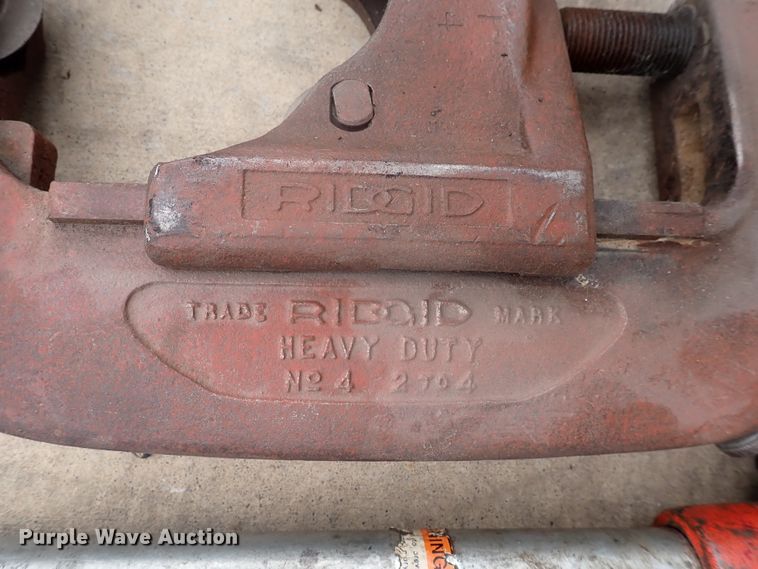 RIDGID
TRADE RIDGID MARK
HEAVY DUTY
No 4 2 TO 4
Purple Wave Auction